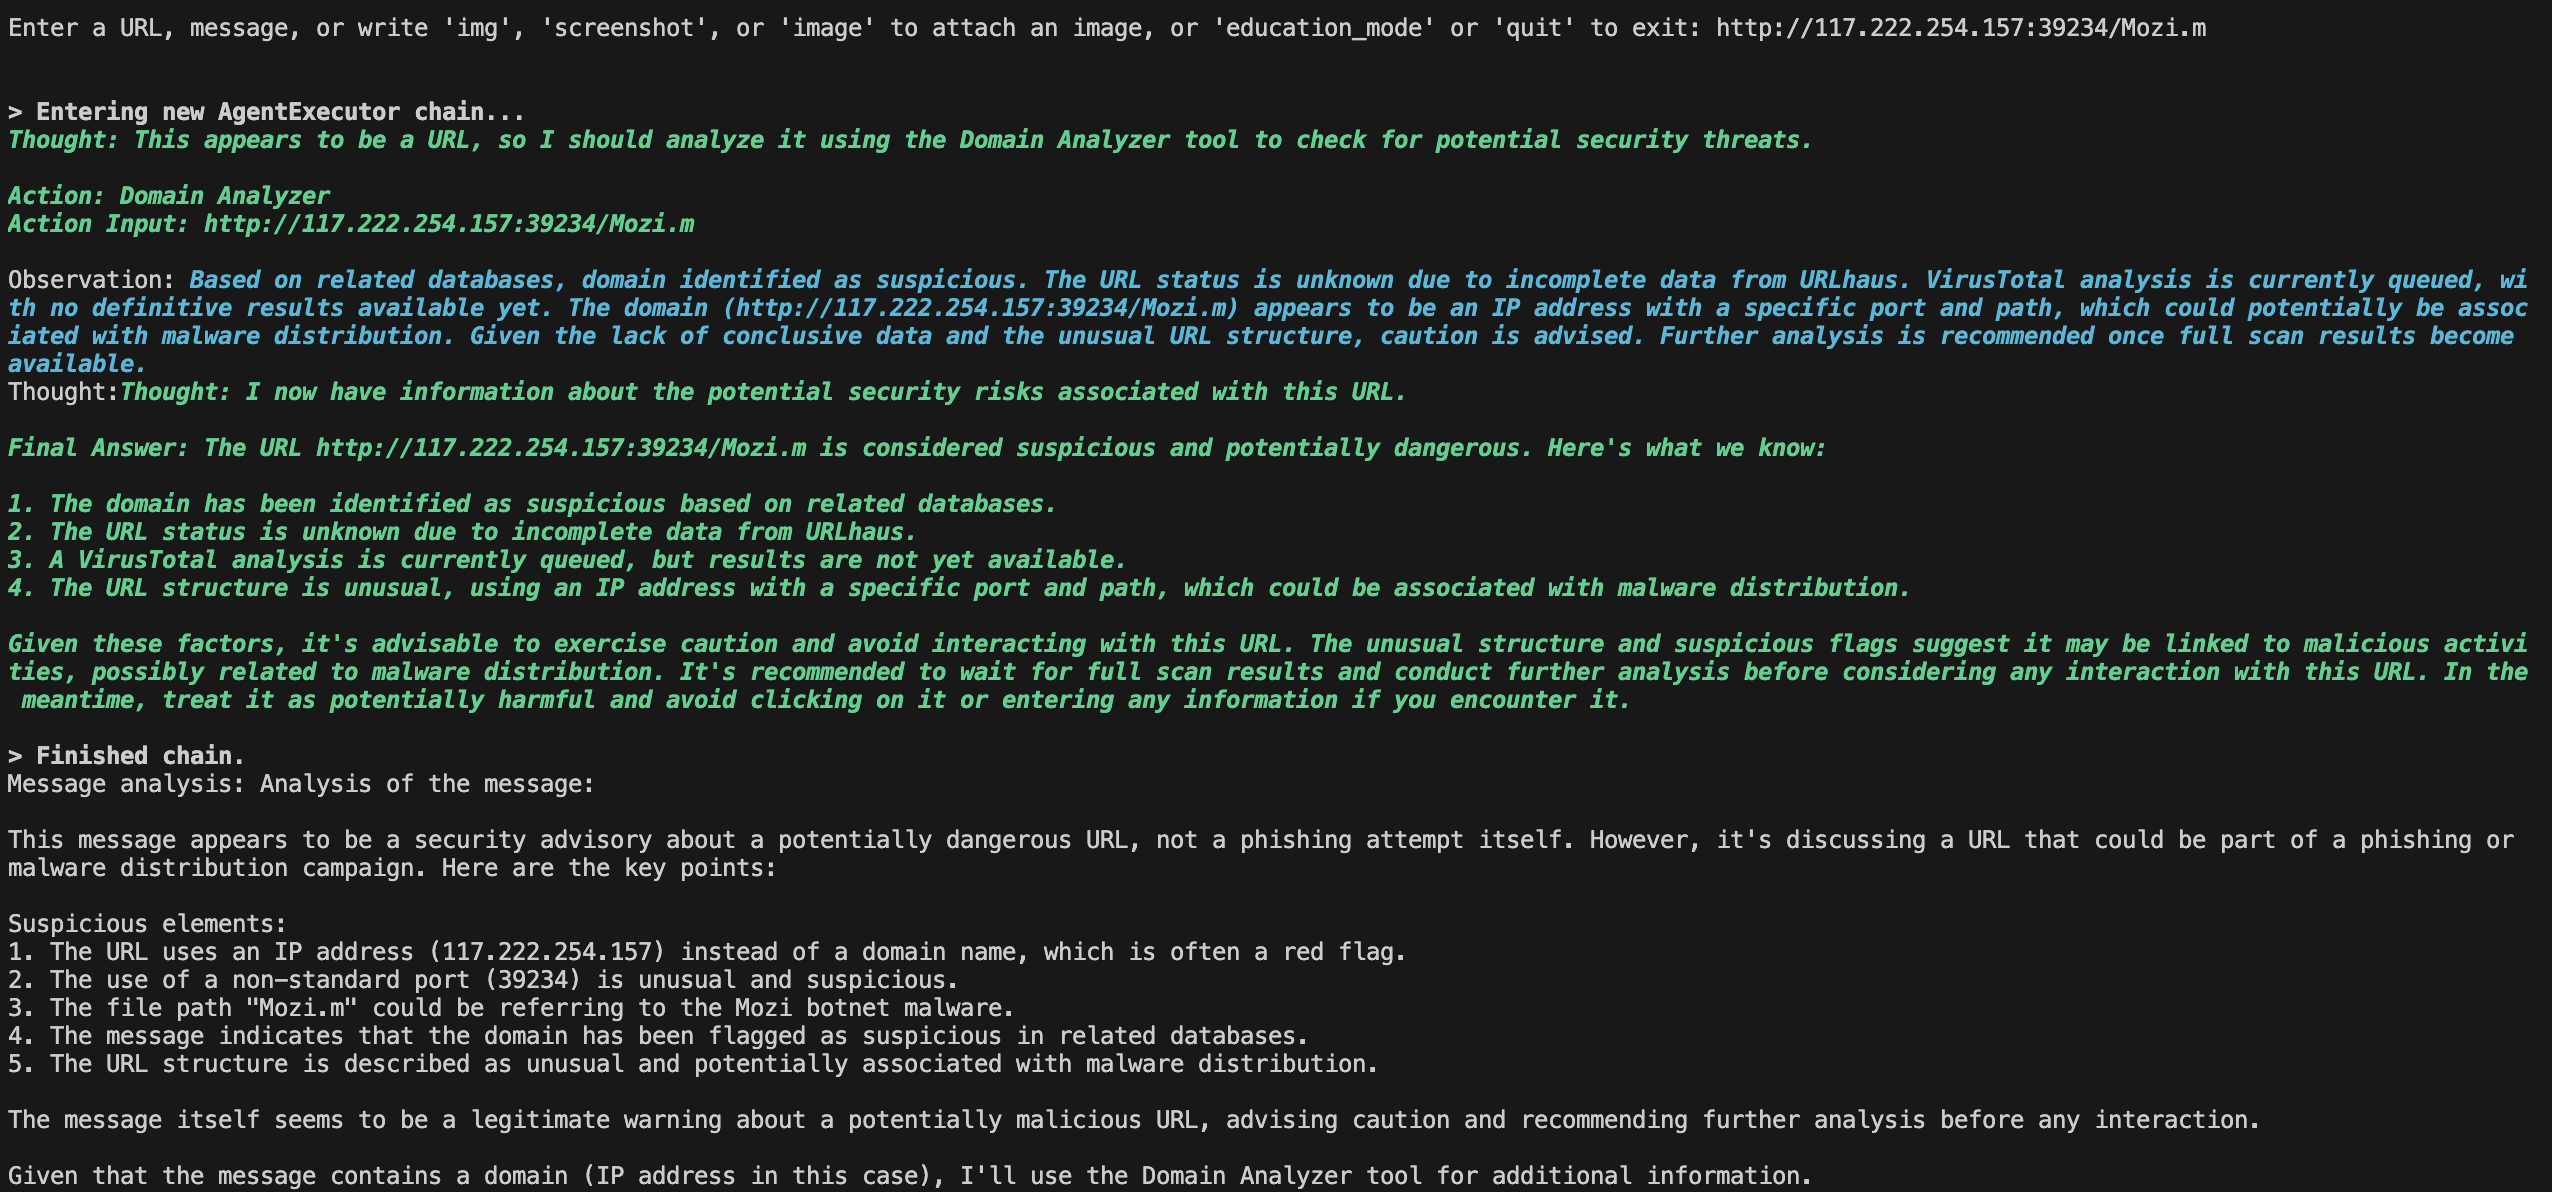 Enter a URL, message, or write 'img', 'screenshot', or 'image' to attach an image, or 'education_mode' or 'quit' to exit: http://117.222.254.157:39234/Mozi.m
> Entering new AgentExecutor chain...
Thought: This appears to be a URL, so I should analyze it using the Domain Analyzer tool to check for potential security threats.
Action: Domain Analyzer
Action Input: http://117.222.254.157:39234/Mozi.m
Observation: Based on related databases, domain identified as suspicious. The URL status is unknown due to incomplete data from URLhaus. VirusTotal analysis is currently queued, wi
th no definitive results available yet. The domain (http://117.222.254.157:39234/Mozi.m) appears to be an IP address with a specific port and path, which could potentially be assoc
iated with malware distribution. Given the lack of conclusive data and the unusual URL structure, caution is advised. Further analysis is recommended once full scan results become
available.
Thought:Thought: I now have information about the potential security risks associated with this URL.
Final Answer: The URL http://117.222.254.157:39234/Mozi.m is considered suspicious and potentially dangerous. Here's what we know:
1. The domain has been identified as suspicious based on related databases.
2. The URL status is unknown due to incomplete data from URLhaus.
3. A VirusTotal analysis is currently queued, but results are not yet available.
4. The URL structure is unusual, using an IP address with a specific port and path, which could be associated with malware distribution.
Given these factors, it's advisable to exercise caution and avoid interacting with this URL. The unusual structure and suspicious flags suggest it may be linked to malicious activi
ties, possibly related to malware distribution. It's recommended to wait for full scan results and conduct further analysis before considering any interaction with this URL. In the
meantime, treat it as potentially harmful and avoid clicking on it or entering any information if you encounter it.
> Finished chain.
Message analysis: Analysis of the message:
This message appears to be a security advisory about a potentially dangerous URL, not a phishing attempt itself. However, it's discussing a URL that could be part of a phishing or
malware distribution campaign. Here are the key points:
Suspicious elements:
1. The URL uses an IP address (117.222.254.157) instead of a domain name, which is often a red flag.
2. The use of a non-standard port (39234) is unusual and suspicious.
3. The file path "Mozi.m" could be referring to the Mozi botnet malware.
4. The message indicates that the domain has been flagged as suspicious in related databases.
5. The URL structure is described as unusual and potentially associated with malware distribution.
The message itself seems to be a legitimate warning about a potentially malicious URL, advising caution and recommending further analysis before any interaction.
Given that the message contains a domain (IP address in this case), I'll use the Domain Analyzer tool for additional information.